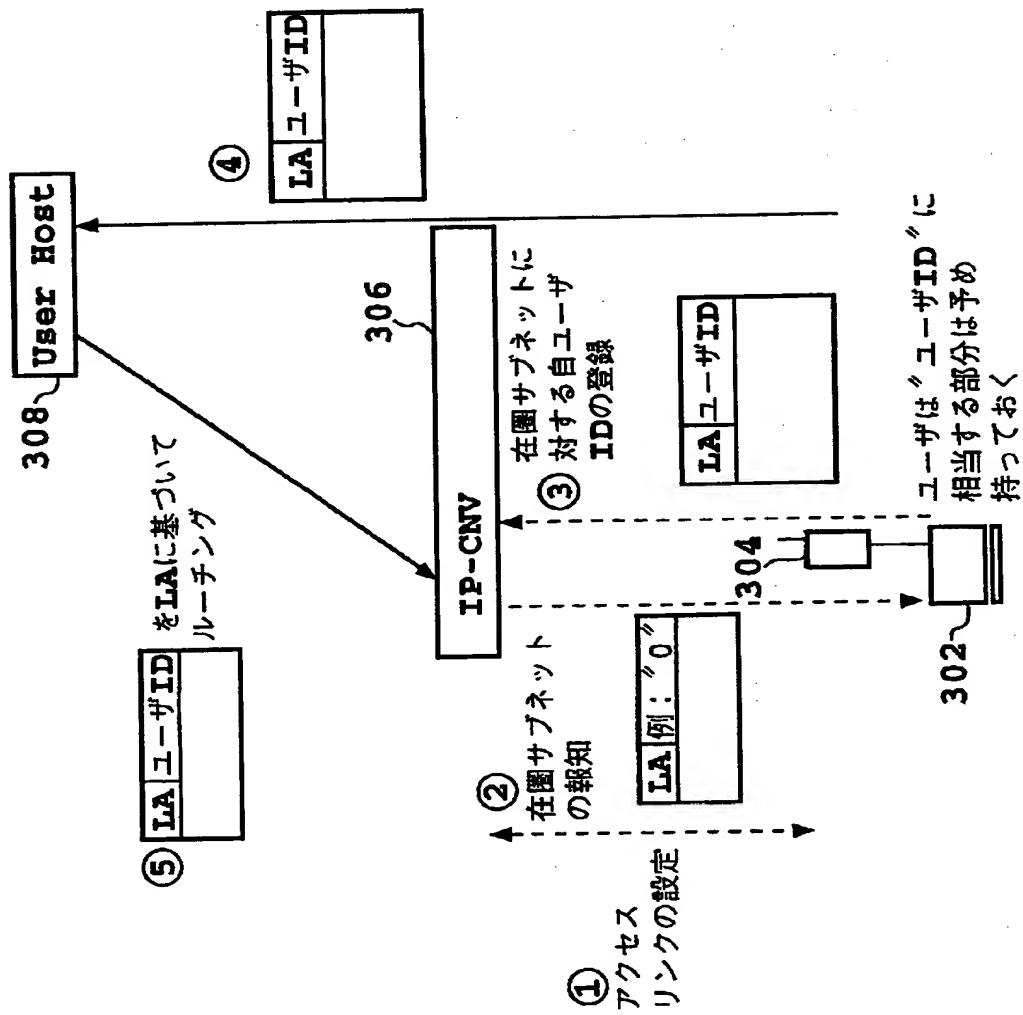 ① アクセス
リンクの設定
② 在圏サブネット
の報知
LA 例：〝0〞
⑤ LA ユーザID をLAに基づいて
ルーチング
308
User Host
④
LA ユーザID
306
IP-CNV
③ 在圏サブネットに
対する自ユーザ
IDの登録
LA ユーザID
304
302
ユーザは〝ユーザID〞に
相当する部分は予め
持っておく